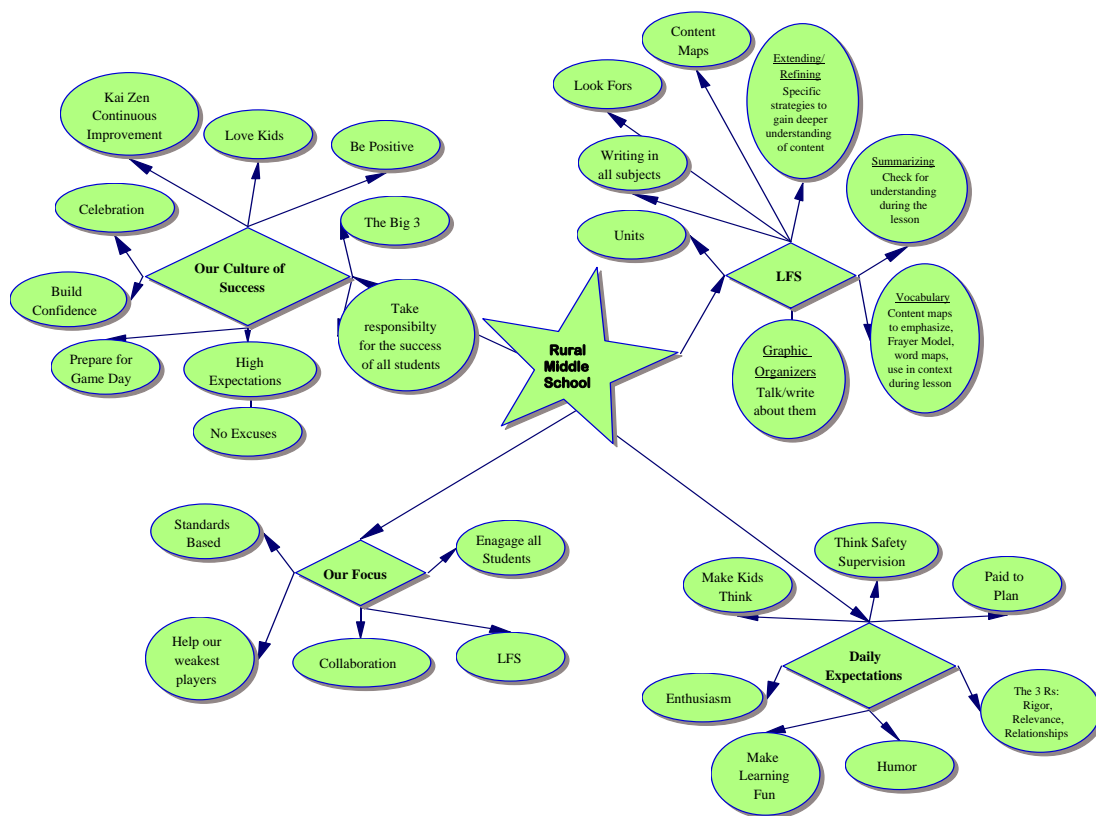 Content
Maps
Extending/
Refining
Specific
strategies to
gain deeper
understanding
of content
Look Fors
Kai Zen
Continuous
Improvement
Love Kids
Be Positive
Writing in
all subjects
Summarizing
Check for
understanding
during the
lesson
Celebration
The Big 3
Units
Our Culture of
Success
LFS
Build
Confidence
Take
responsibilty
for the success
of all students
Vocabulary
Content maps
to emphasize,
Frayer Model,
word maps,
use in context
during lesson
Rural
Middle
School
Prepare for
Game Day
High
Expectations
Graphic
Organizers
Talk/write
about them
No Excuses
Standards
Based
Enagage all
Students
Think Safety
Supervision
Our Focus
Make Kids
Think
Paid to
Plan
Help our
weakest
players
Collaboration
LFS
Daily
Expectations
Enthusiasm
The 3 Rs:
Rigor,
Relevance,
Relationships
Make
Learning
Fun
Humor